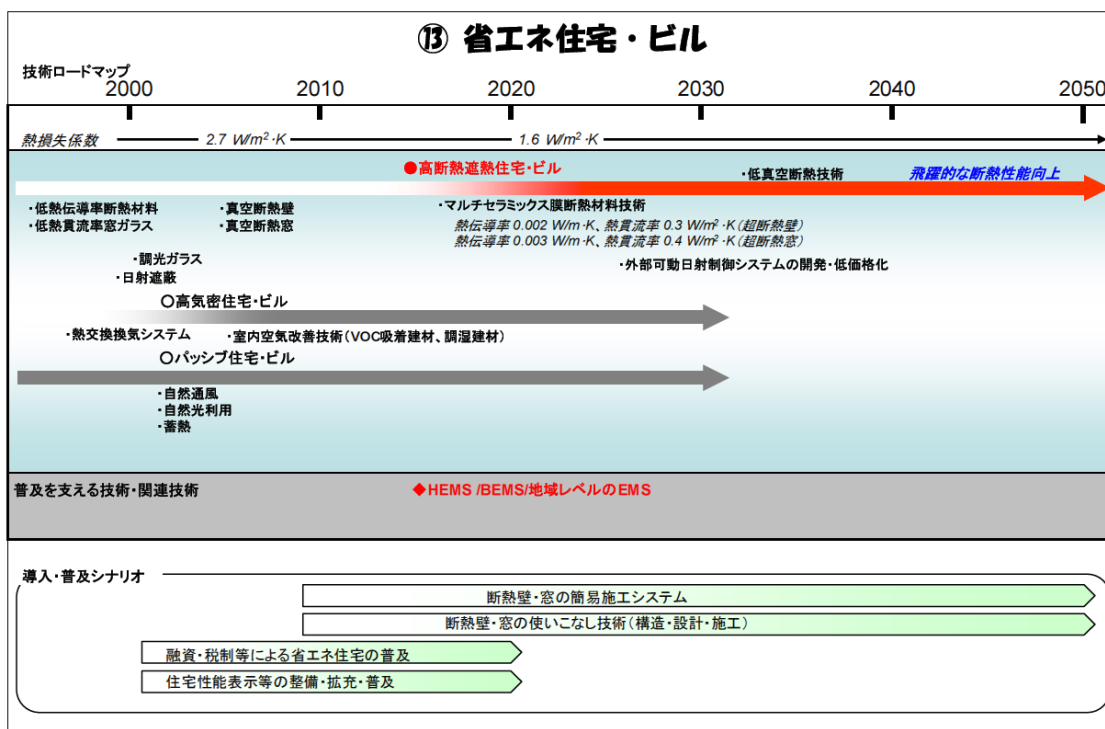 ⑬ 省エネ住宅・ビル
技術ロードマップ
2000 2010 2020 2030 2040 2050
熱損失係数 2.7 W/m²·K 1.6 W/m²·K
●高断熱遮熱住宅・ビル
・低真空断熱技術
飛躍的な断熱性能向上
・低熱伝導率断熱材料
・低熱貫流率窓ガラス
・真空断熱壁
・真空断熱窓
・マルチセラミックス膜断熱材料技術
熱伝導率 0.002 W/m·K、熱貫流率 0.3 W/m²·K(超断熱壁)
熱伝導率 0.003 W/m·K、熱貫流率 0.4 W/m²·K(超断熱窓)
・調光ガラス
・日射遮蔽
・外部可動日射制御システムの開発・低価格化
○高気密住宅・ビル
・熱交換換気システム
・室内空気改善技術(VOC吸着建材、調湿建材)
○パッシブ住宅・ビル
・自然通風
・自然光利用
・蓄熱
普及を支える技術・関連技術
◆HEMS /BEMS/地域レベルのEMS
導入・普及シナリオ
断熱壁・窓の簡易施工システム
断熱壁・窓の使いこなし技術(構造・設計・施工)
融資・税制等による省エネ住宅の普及
住宅性能表示等の整備・拡充・普及